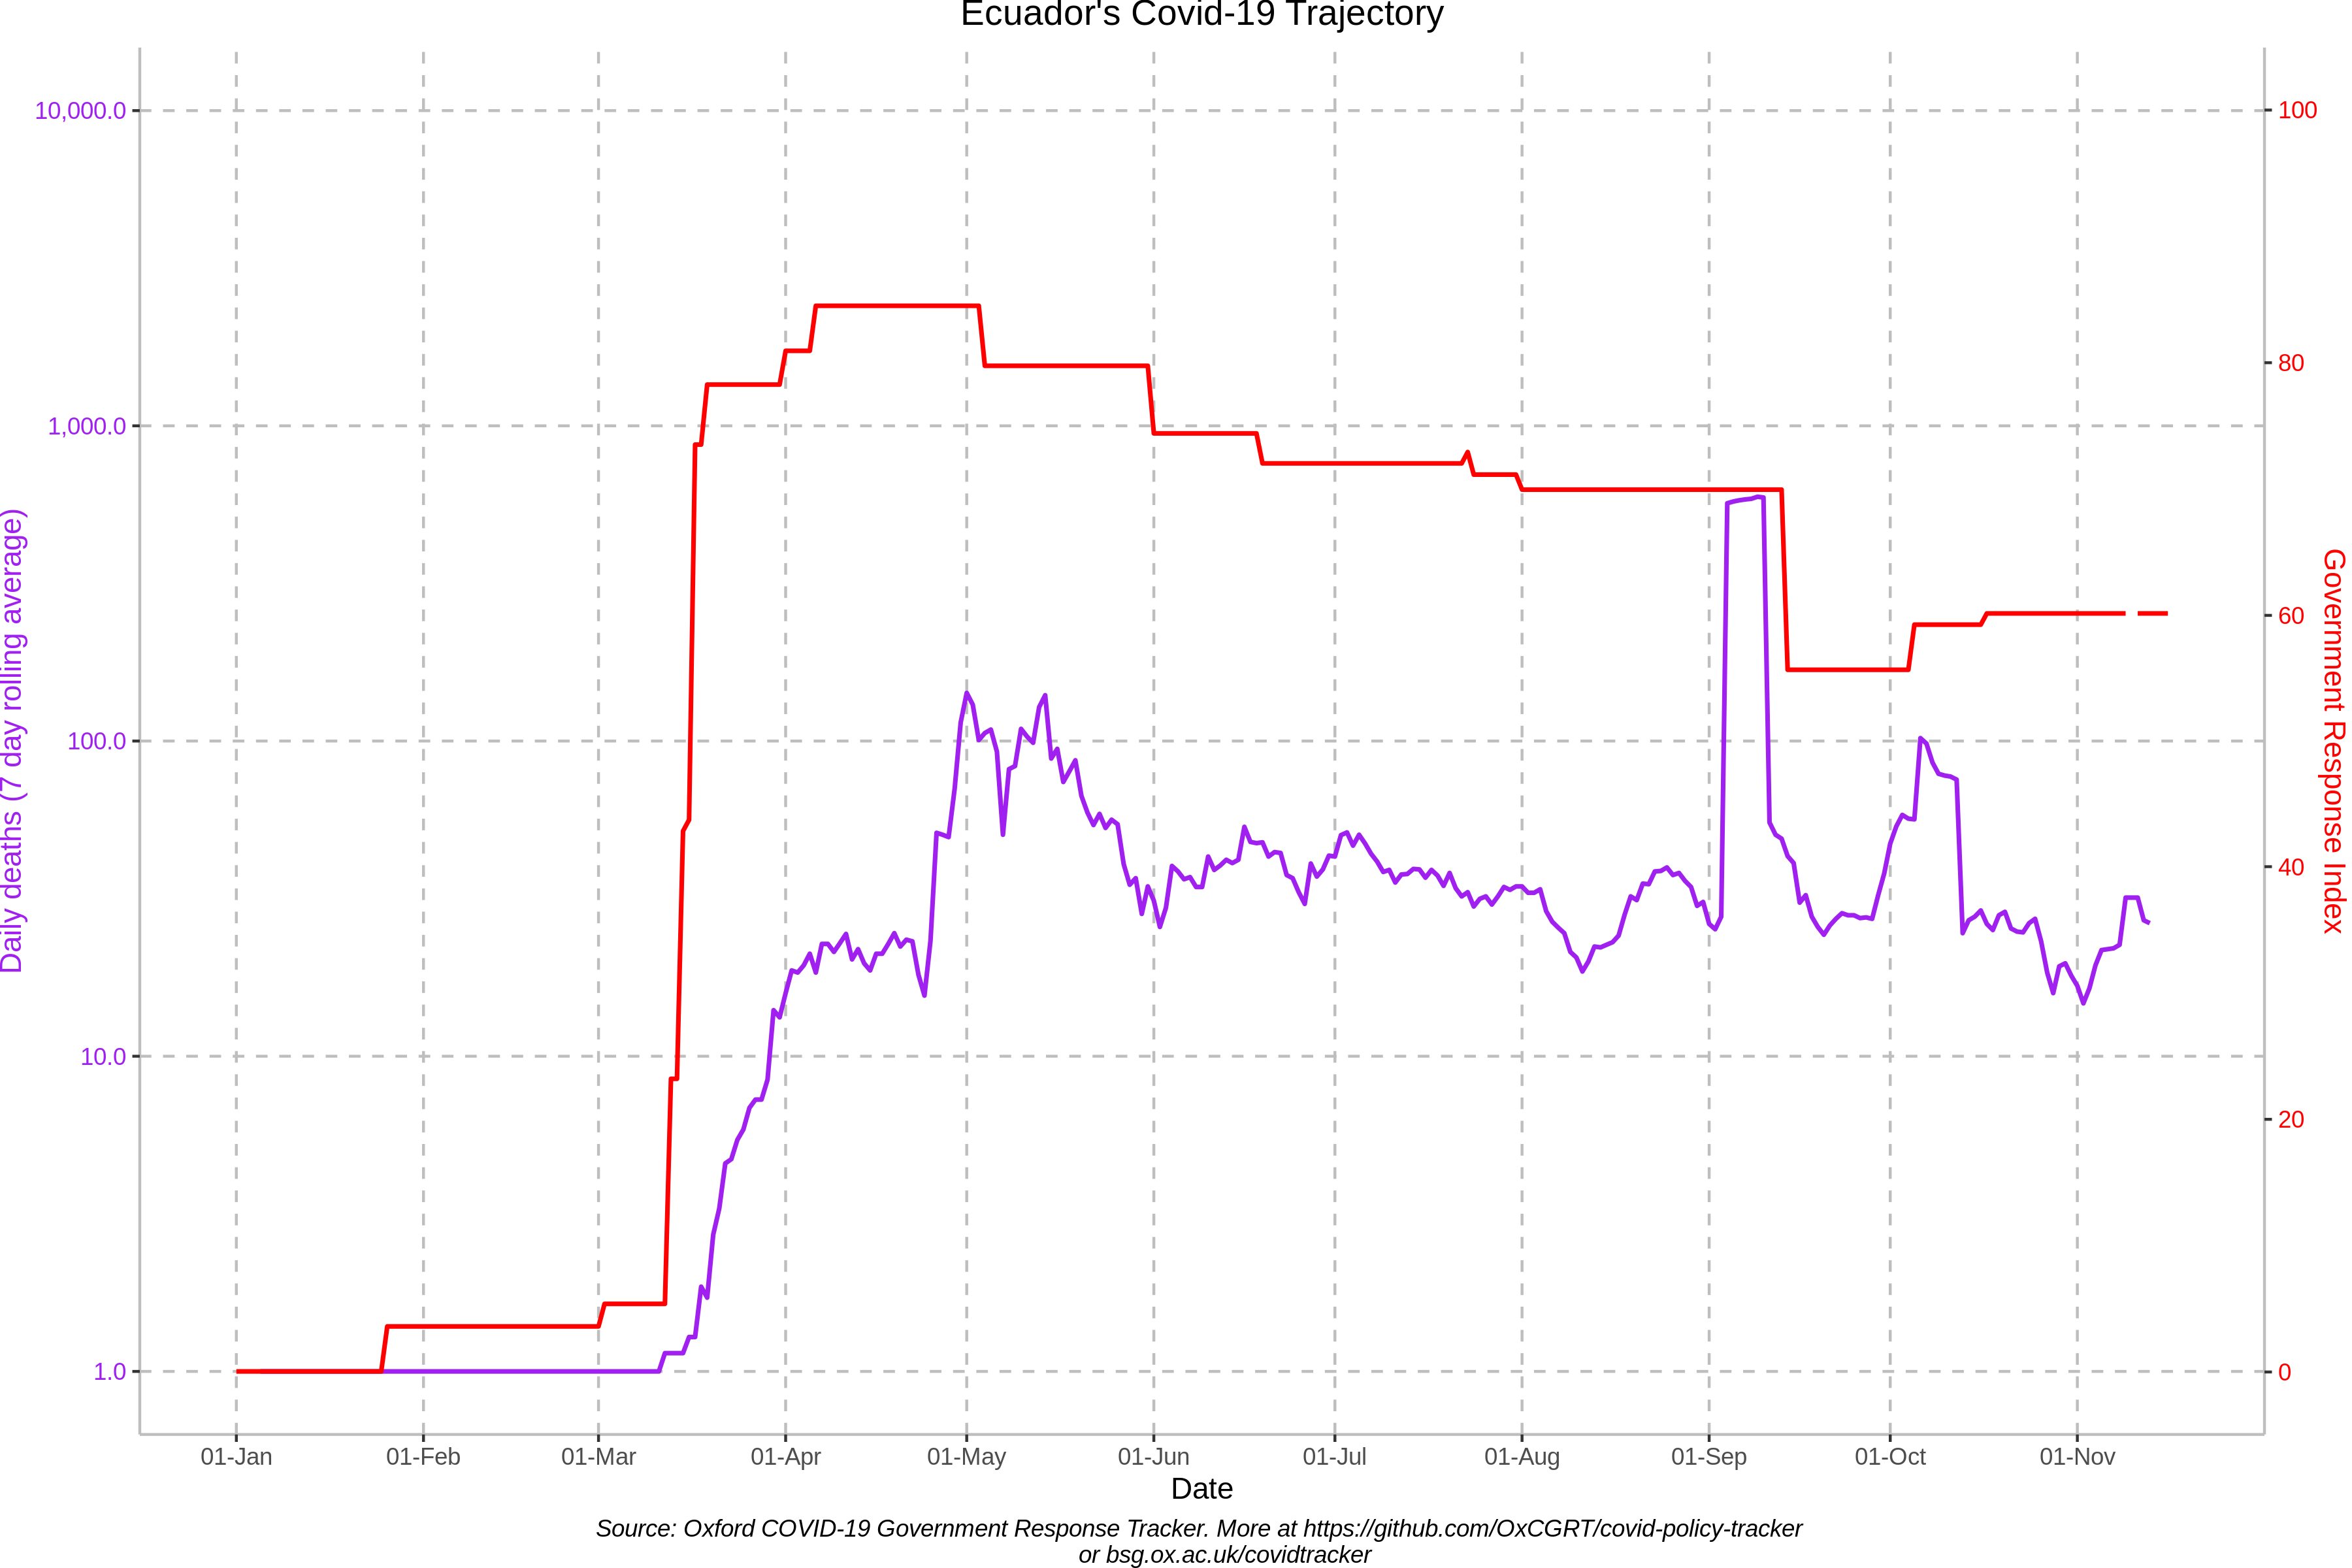 Ecuador's Covid-19 Trajectory
10,000.0
1,000.0
100.0
10.0
1.0
Daily deaths (7 day rolling average)
100
80
60
40
20
0
Government Response Index
01-Jan
01-Feb
01-Mar
01-Apr
01-May
01-Jun
01-Jul
01-Aug
01-Sep
01-Oct
01-Nov
Date
Source: Oxford COVID-19 Government Response Tracker. More at https://github.com/OxCGRT/covid-policy-tracker
or bsg.ox.ac.uk/covidtracker